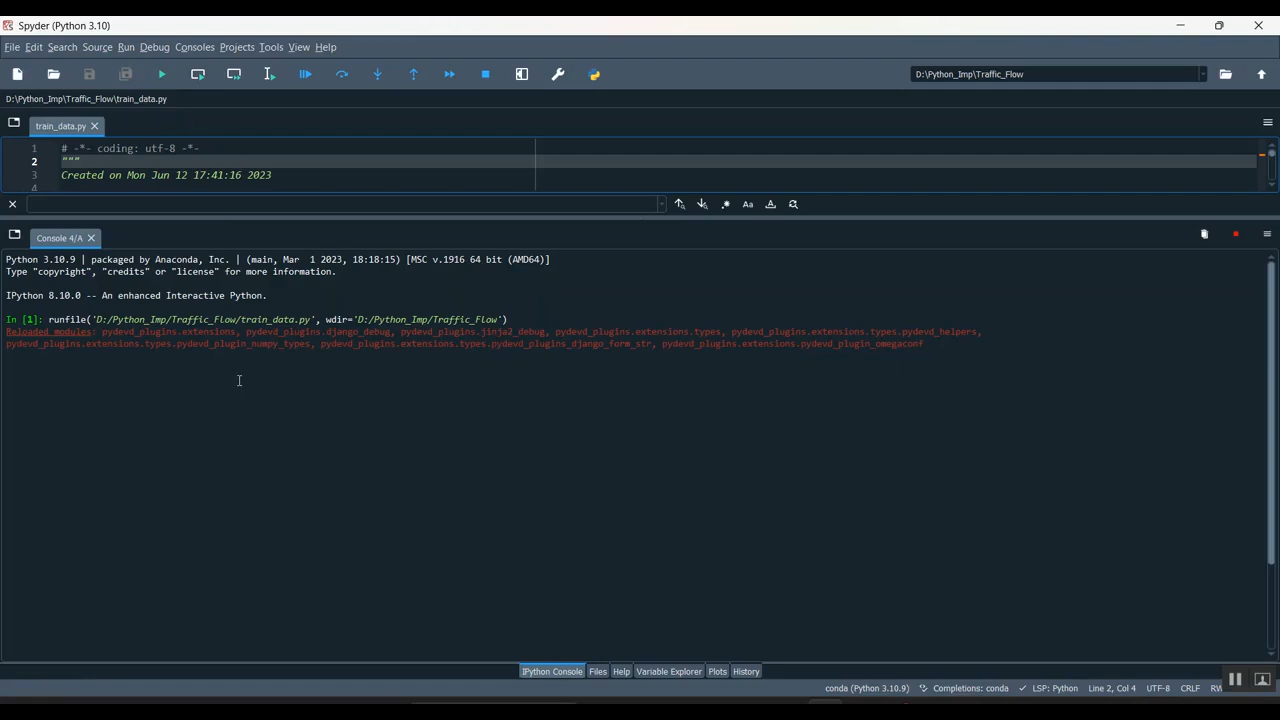 Spyder (Python 3.10)
File Edit Search Source Run Debug Consoles Projects Tools View Help
D:\Python_Imp\Traffic_Flow
D:\Python_Imp\Traffic_Flow\train_data.py
train_data.py
1 # -*- coding: utf-8 -*-
2 """
3 Created on Mon Jun 12 17:41:16 2023
4
Aa
Console 4/A
Python 3.10.9 | packaged by Anaconda, Inc. | (main, Mar  1 2023, 18:18:15) [MSC v.1916 64 bit (AMD64)]
Type "copyright", "credits" or "license" for more information.
IPython 8.10.0 -- An enhanced Interactive Python.
In [1]: runfile('D:/Python_Imp/Traffic_Flow/train_data.py', wdir='D:/Python_Imp/Traffic_Flow')
Reloaded modules: pydevd_plugins.extensions, pydevd_plugins.django_debug, pydevd_plugins.jinja2_debug, pydevd_plugins.extensions.types, pydevd_plugins.extensions.types.pydevd_helpers,
pydevd_plugins.extensions.types.pydevd_plugin_numpy_types, pydevd_plugins.extensions.types.pydevd_plugins_django_form_str, pydevd_plugins.extensions.pydevd_plugin_omegaconf
IPython Console Files Help Variable Explorer Plots History
conda (Python 3.10.9) Completions: conda LSP: Python Line 2, Col 4 UTF-8 CRLF RW